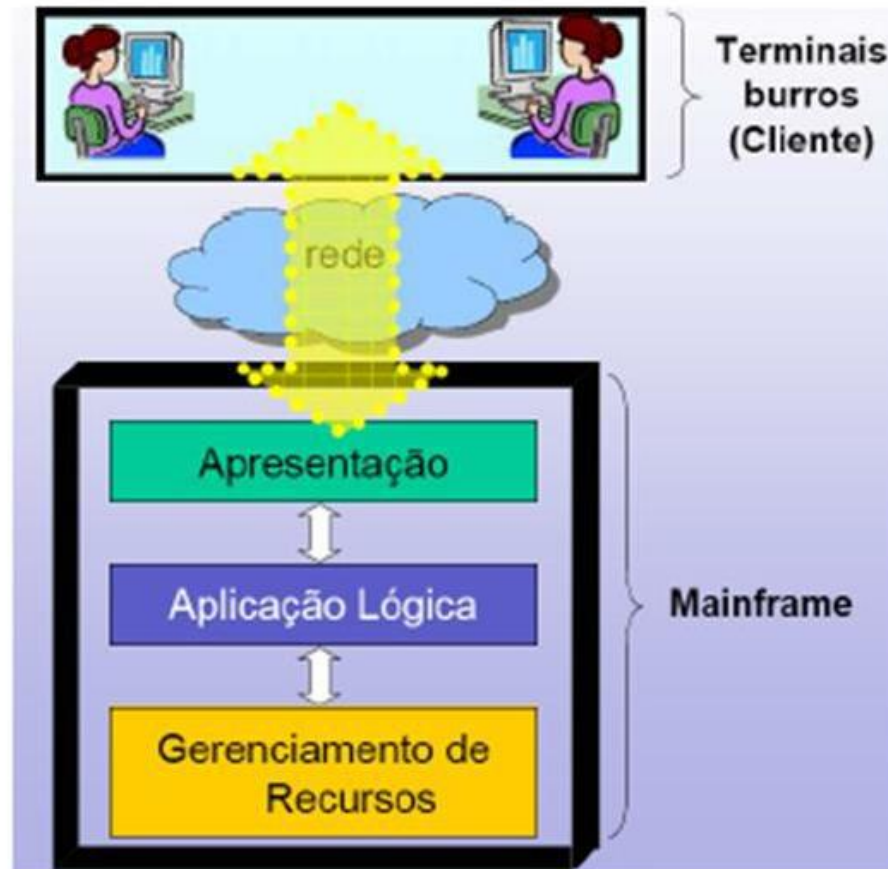 Terminais
burros
(Cliente)
rede
Apresentação
Aplicação Lógica
Mainframe
Gerenciamento de
Recursos